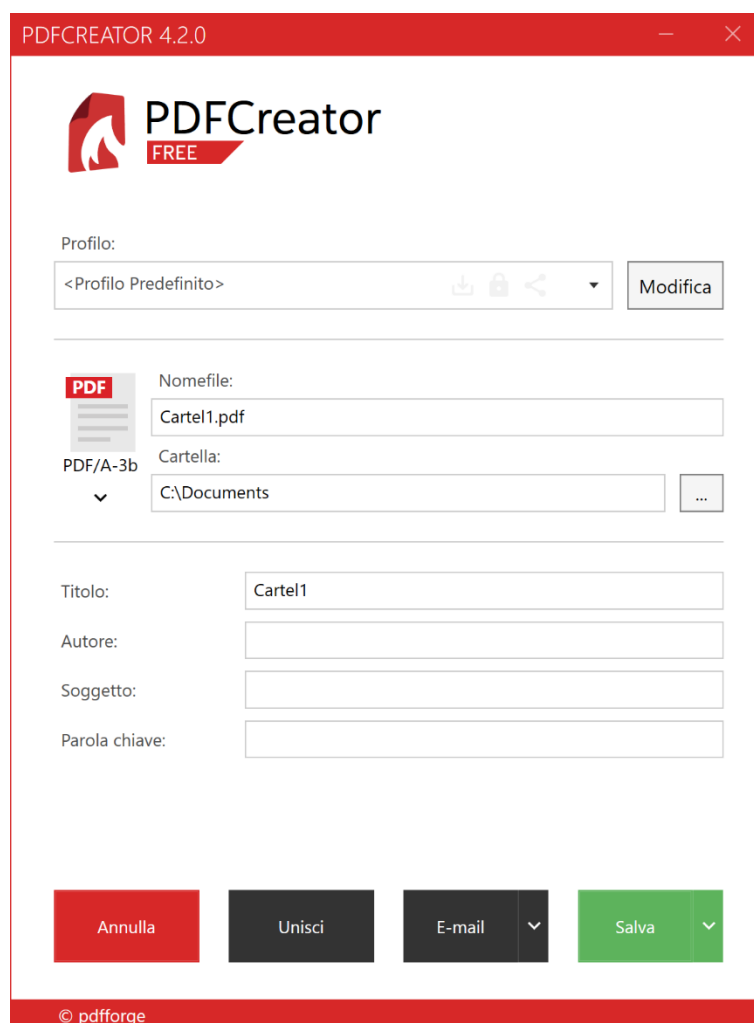 PDFCREATOR 4.2.0
PDFCreator
FREE
Profilo:
<Profilo Predefinito>
Modifica
Nomefile:
PDF
Cartel1.pdf
Cartella:
PDF/A-3b
C:\Documents
...
Titolo:
Cartel1
Autore:
Soggetto:
Parola chiave:
Annulla
Unisci
E-mail
Salva
© pdfforge